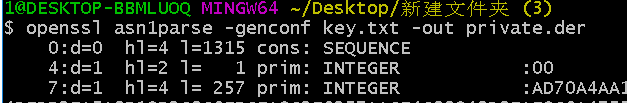 1@DESKTOP-BBMLUOQ MINGW64 ~/Desktop/新建文件夹 (3)
$ openssl asn1parse -genconf key.txt -out private.der
0:d=0 hl=4 l=1315 cons: SEQUENCE
4:d=1 hl=2 l= 1 prim: INTEGER :00
7:d=1 hl=4 l= 257 prim: INTEGER :AD70A4AA1